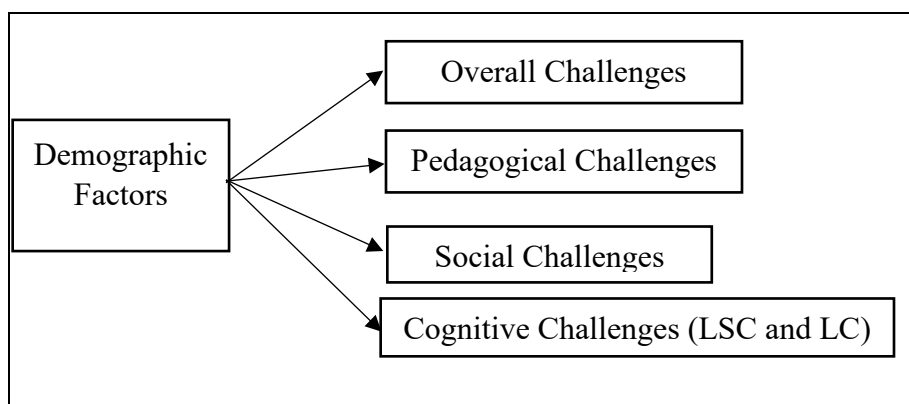 Overall Challenges
Demographic
Factors
Pedagogical Challenges
Social Challenges
Cognitive Challenges (LSC and LC)